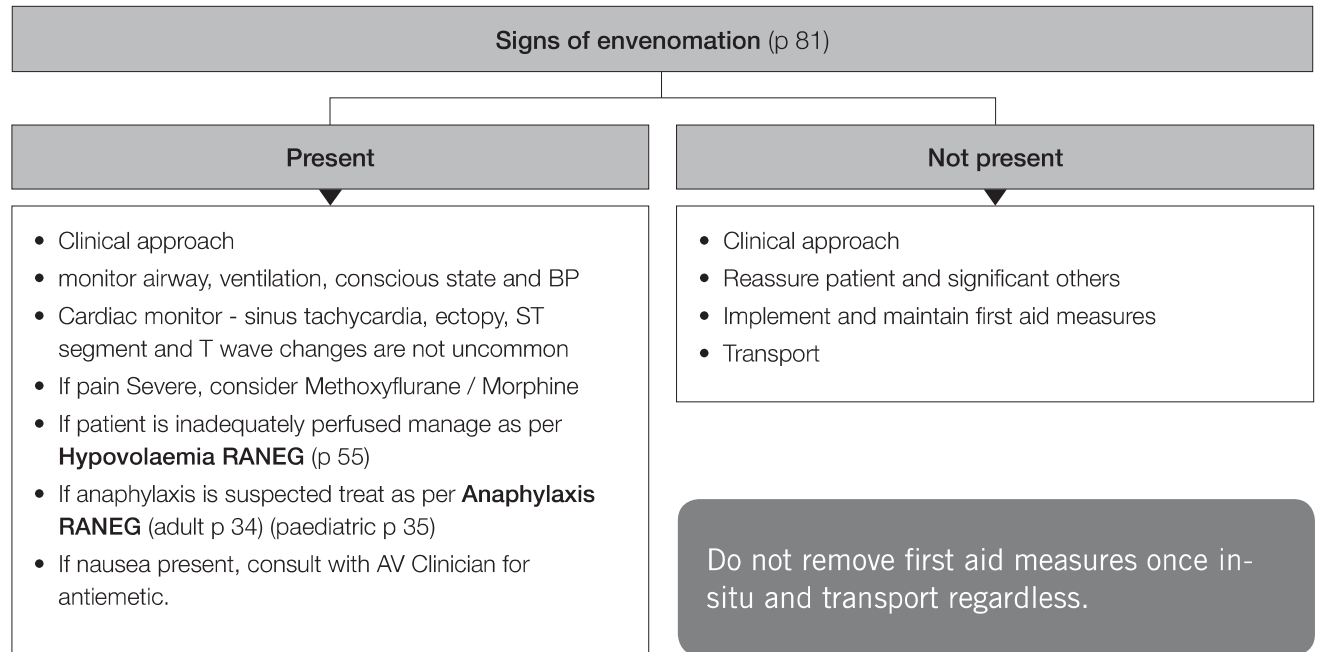 Signs of envenomation (p 81)
Present
• Clinical approach
• monitor airway, ventilation, conscious state and BP
• Cardiac monitor - sinus tachycardia, ectopy, ST
segment and T wave changes are not uncommon
• If pain Severe, consider Methoxyflurane / Morphine
• If patient is inadequately perfused manage as per
Hypovolaemia RANEG (p 55)
• If anaphylaxis is suspected treat as per Anaphylaxis
RANEG (adult p 34) (paediatric p 35)
• If nausea present, consult with AV Clinician for
antiemetic.
Not present
• Clinical approach
• Reassure patient and significant others
• Implement and maintain first aid measures
• Transport
Do not remove first aid measures once in-
situ and transport regardless.